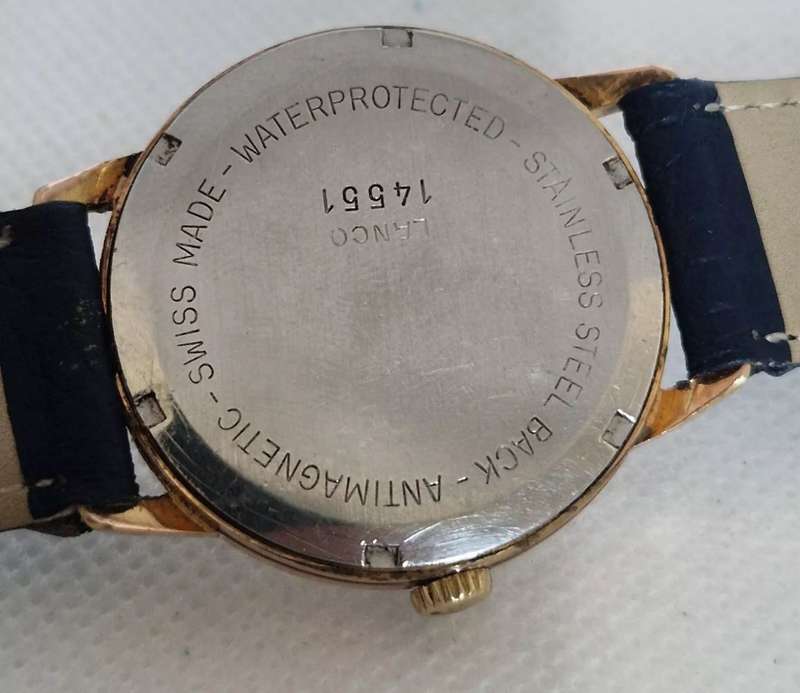 WATERPROTECTED - STAINLESS STEEL BACK - ANTIMAGNETIC - SWISS MADE -
LANCO
14551